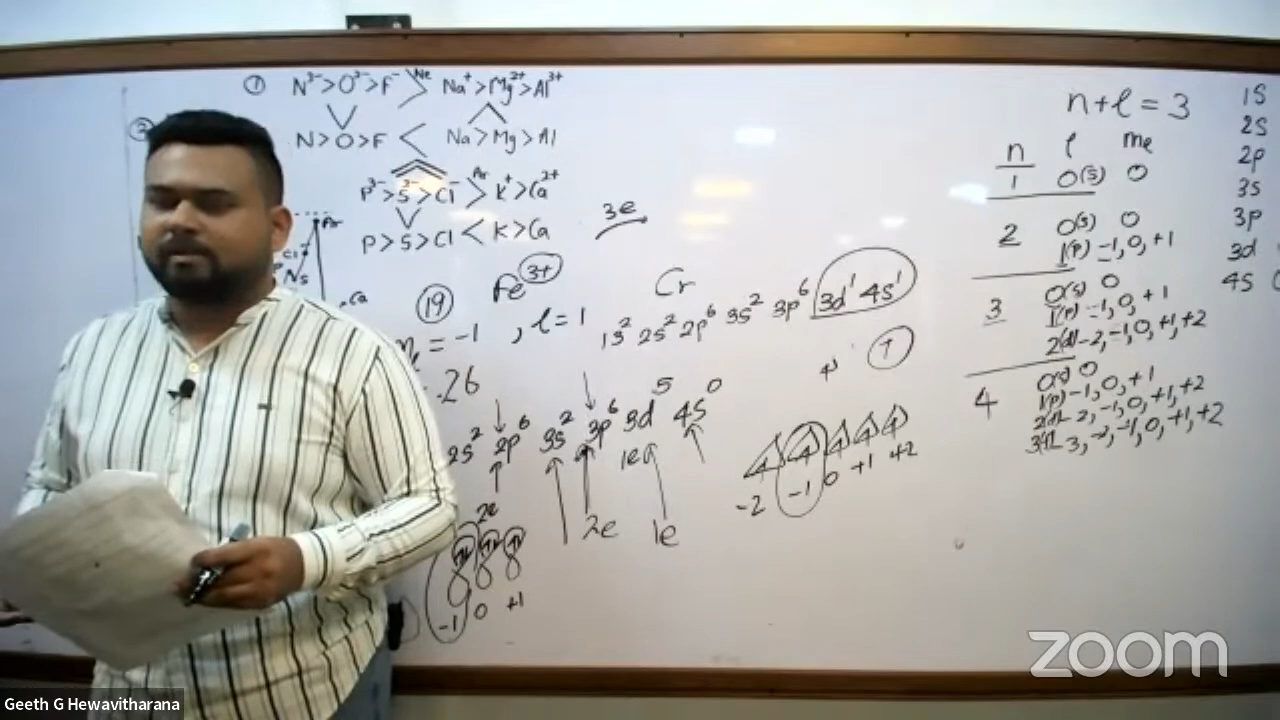 ① N³⁻ > O²⁻ > F⁻ > Ne Na⁺ > Mg²⁺ > Al³⁺
N > O > F < Na > Mg > Al
P³⁻ > S²⁻ > Cl⁻ > Ar K⁺ > Ca²⁺
P > S > Cl < K > Ca
②
Ar
Cl
P
S
Ca
3e
⑲ Fe³⁺
= -1 , l = 1
26
2s² 2p⁶ 3s² 3p⁶ 3d⁵ 4s⁰
1e
2e
2e
1e
-1 0 +1
Cr
1s² 2s² 2p⁶ 3s² 3p⁶ 3d¹ 4s¹
-2 -1 0 +1 +2
n+l = 3
n l ml
1 0(s) 0
2 0(s) 0
1(p) -1, 0, +1
3 0(s) 0
1(p) -1, 0, +1
2(d) -2, -1, 0, +1, +2
4 0(s) 0
1(p) -1, 0, +1
2(d) -2, -1, 0, +1, +2
3(f) -3, -2, -1, 0, +1, +2
1s
2s
2p
3s
3p
3d
4s
zoom
Geeth G Hewavitharana